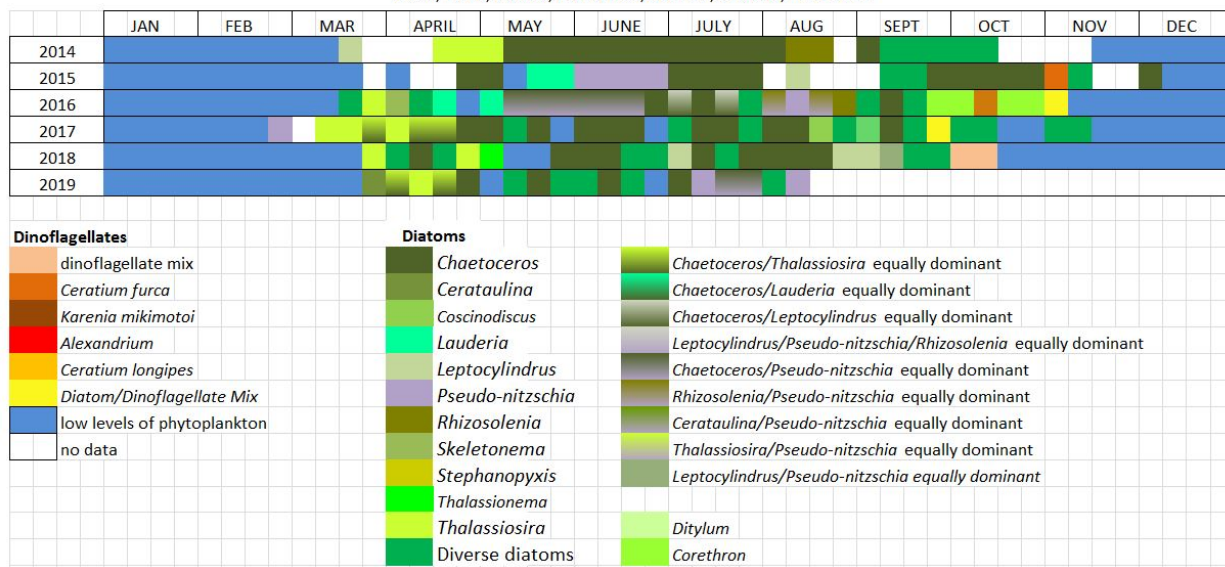 JAN FEB MAR APRIL MAY JUNE JULY AUG SEPT OCT NOV DEC
2014
2015
2016
2017
2018
2019
Dinoflagellates Diatoms
dinoflagellate mix Chaetoceros Chaetoceros/Thalassiosira equally dominant
Ceratium furca Cerataulina Chaetoceros/Lauderia equally dominant
Karenia mikimotoi Coscinodiscus Chaetoceros/Leptocylindrus equally dominant
Alexandrium Lauderia Leptocylindrus/Pseudo-nitzschia/Rhizosolenia equally dominant
Ceratium longipes Leptocylindrus Chaetoceros/Pseudo-nitzschia equally dominant
Diatom/Dinoflagellate Mix Pseudo-nitzschia Rhizosolenia/Pseudo-nitzschia equally dominant
low levels of phytoplankton Rhizosolenia Cerataulina/Pseudo-nitzschia equally dominant
no data Skeletonema Thalassiosira/Pseudo-nitzschia equally dominant
Stephanopyxis Leptocylindrus/Pseudo-nitzschia equally dominant
Thalassionema
Thalassiosira Ditylum
Diverse diatoms Corethron